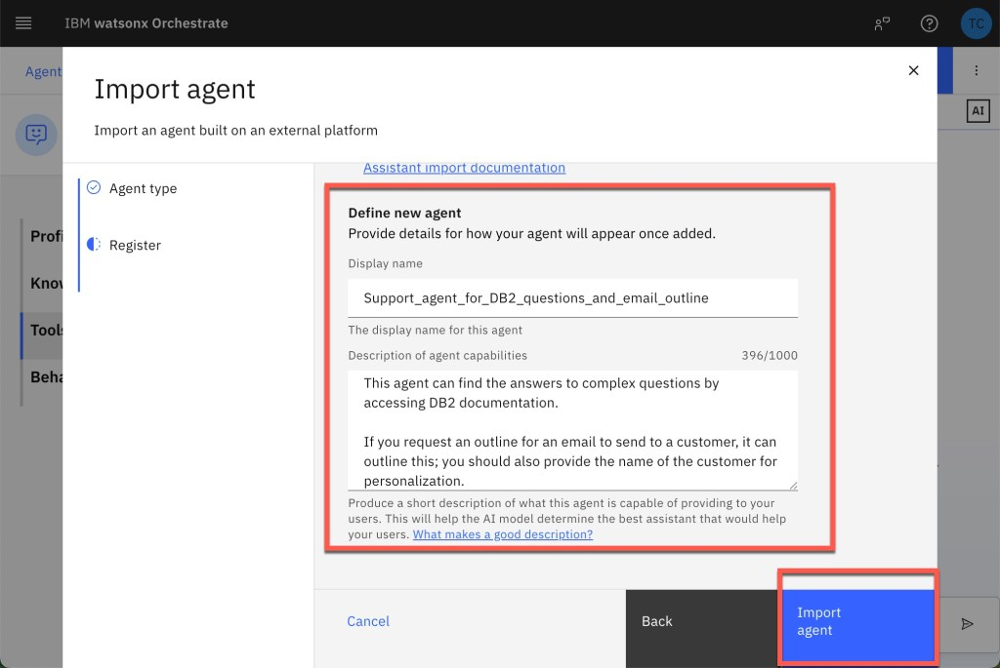 IBM watsonx Orchestrate
TC
Agent
AI
Import agent
Import an agent built on an external platform
Agent type
Register
Tools
Assistant import documentation
Define new agent
Provide details for how your agent will appear once added.
Display name
Support_agent_for_DB2_questions_and_email_outline
The display name for this agent
Description of agent capabilities 396/1000
This agent can find the answers to complex questions by
accessing DB2 documentation.
If you request an outline for an email to send to a customer, it can
outline this; you should also provide the name of the customer for
personalization.
Produce a short description of what this agent is capable of providing to your
users. This will help the AI model determine the best assistant that would help
your users. What makes a good description?
Cancel
Back
Import
agent